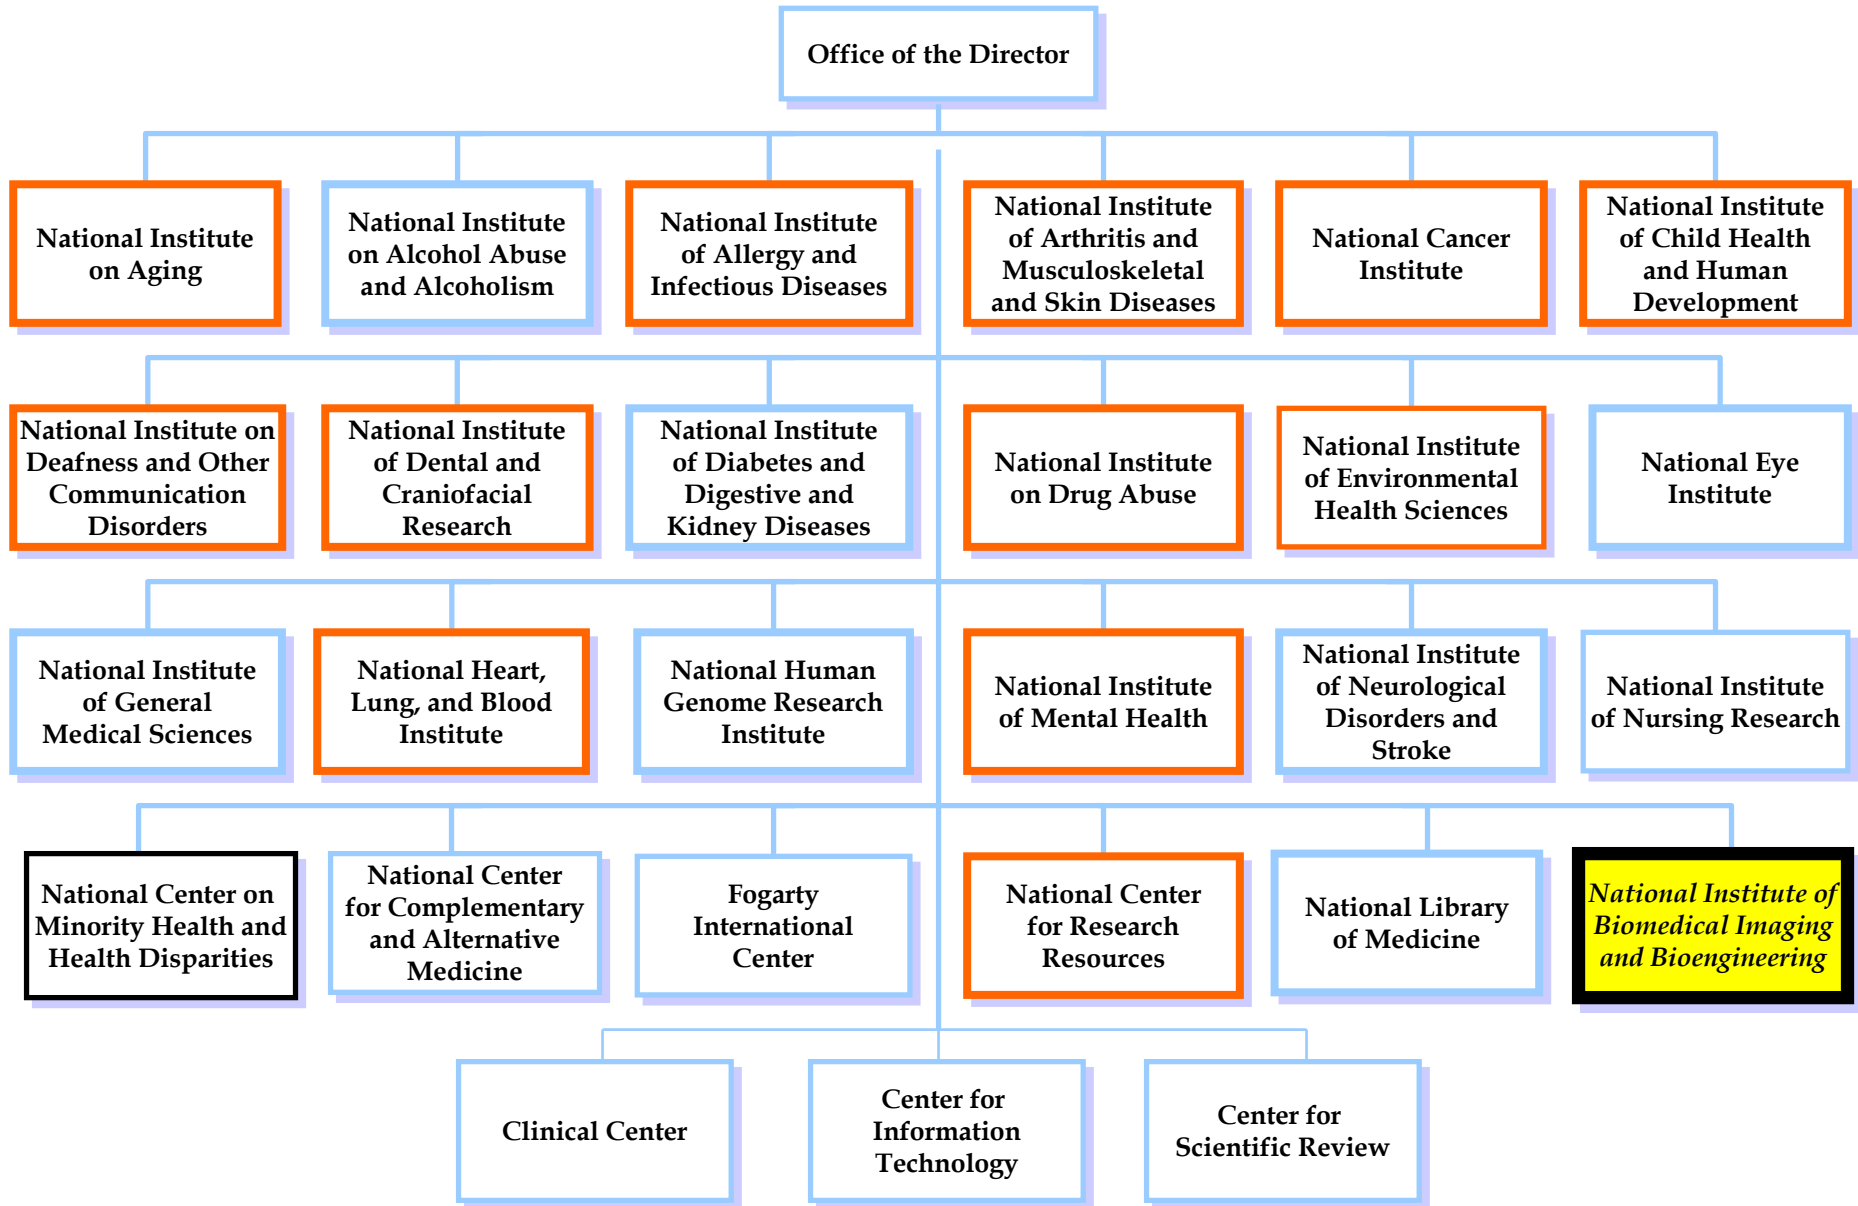 Office of the Director
National Institute
on Aging
National Institute
on Alcohol Abuse
and Alcoholism
National Institute
of Allergy and
Infectious Diseases
National Institute
of Arthritis and
Musculoskeletal
and Skin Diseases
National Cancer
Institute
National Institute
of Child Health
and Human
Development
National Institute on
Deafness and Other
Communication
Disorders
National Institute
of Dental and
Craniofacial
Research
National Institute
of Diabetes and
Digestive and
Kidney Diseases
National Institute
on Drug Abuse
National Institute
of Environmental
Health Sciences
National Eye
Institute
National Institute
of General
Medical Sciences
National Heart,
Lung, and Blood
Institute
National Human
Genome Research
Institute
National Institute
of Mental Health
National Institute
of Neurological
Disorders and
Stroke
National Institute
of Nursing Research
National Center on
Minority Health and
Health Disparities
National Center
for Complementary
and Alternative
Medicine
Fogarty
International
Center
National Center
for Research
Resources
National Library
of Medicine
National Institute of
Biomedical Imaging
and Bioengineering
Clinical Center
Center for
Information
Technology
Center for
Scientific Review